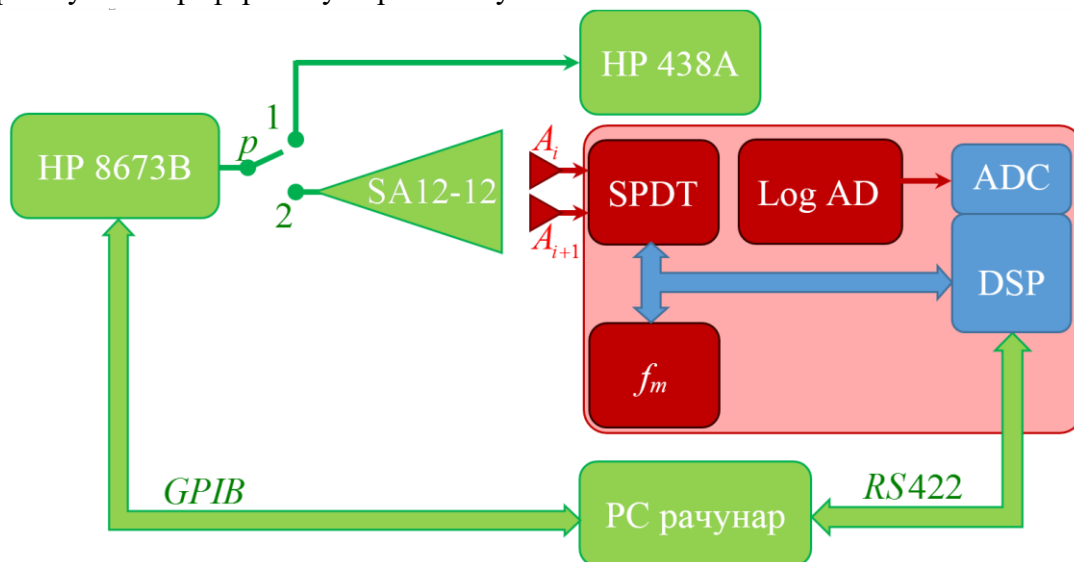 HP 438A
1
HP 8673B
p
2
SA12-12
A_i
A_{i+1}
SPDT
Log AD
ADC
DSP
f_m
GPIB
RS422
PC рачунар